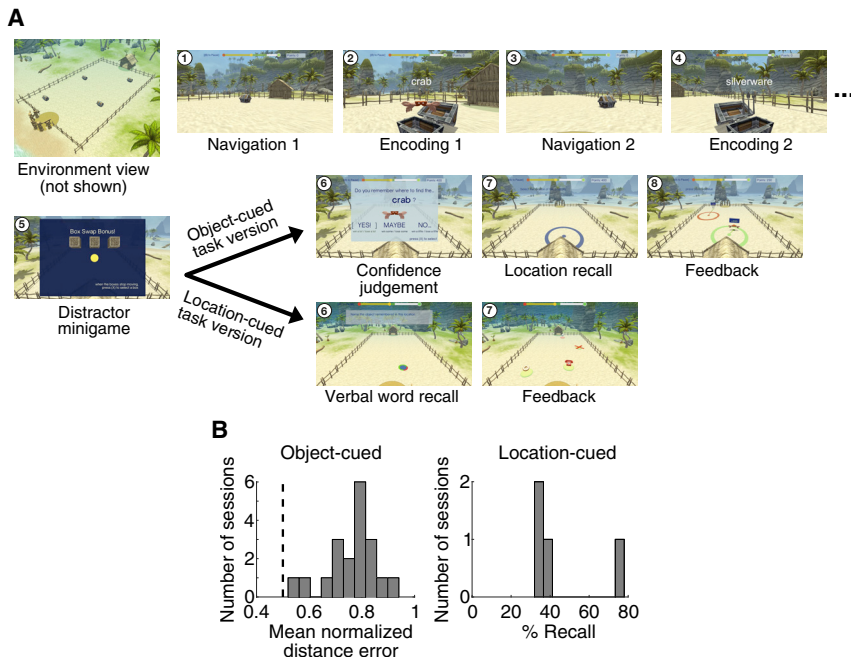 A
1
2
crab
3
4
silverware
...
Navigation 1
Encoding 1
Navigation 2
Encoding 2
Environment view
(not shown)
5
Box Swap Bonus!
Distractor
minigame
Object-cued
task version
Location-cued
task version
6
Do you remember where to find the..
crab ?
YES!
MAYBE
NO...
Confidence
judgement
7
Location recall
8
Feedback
6
Verbal word recall
7
Feedback
B
Object-cued
Number of sessions
6
4
2
0
0.4
0.6
0.8
1
Mean normalized
distance error
Location-cued
Number of sessions
2
1
0
0
20
40
60
80
% Recall